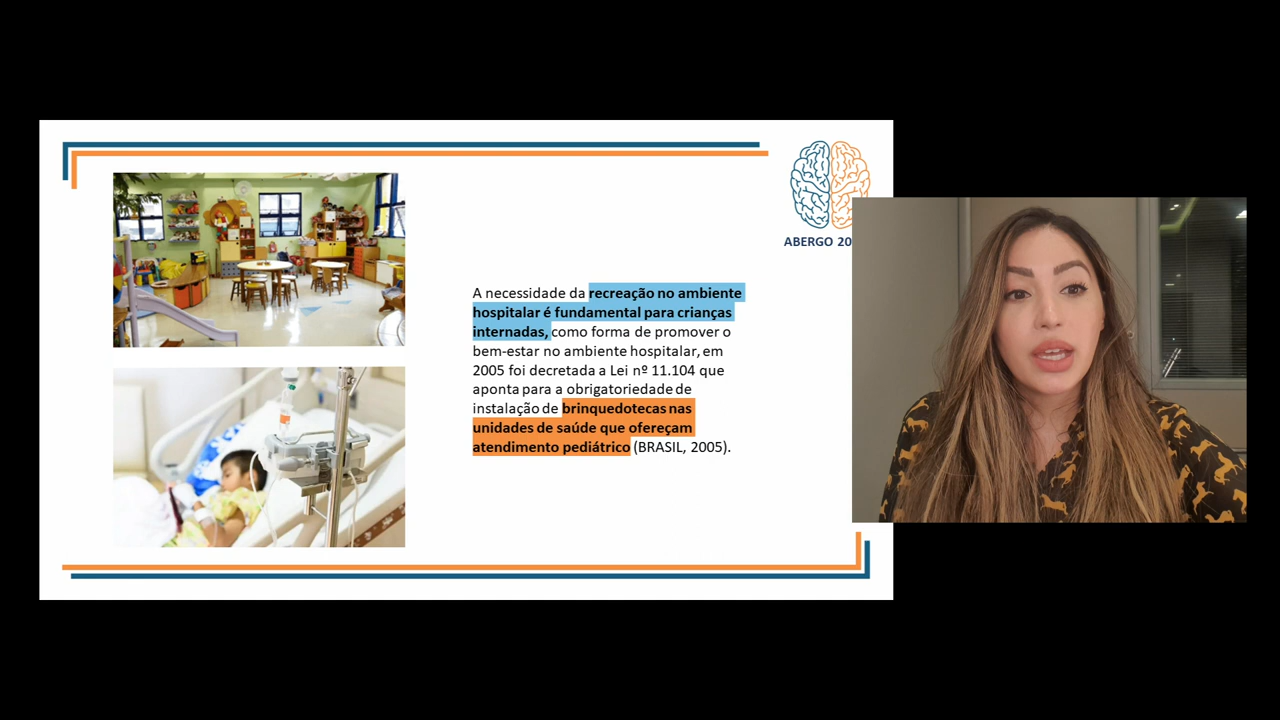 ABERGO 20
A necessidade da recreação no ambiente
hospitalar é fundamental para crianças
internadas, como forma de promover o
bem-estar no ambiente hospitalar, em
2005 foi decretada a Lei nº 11.104 que
aponta para a obrigatoriedade de
instalação de brinquedotecas nas
unidades de saúde que ofereçam
atendimento pediátrico (BRASIL, 2005).